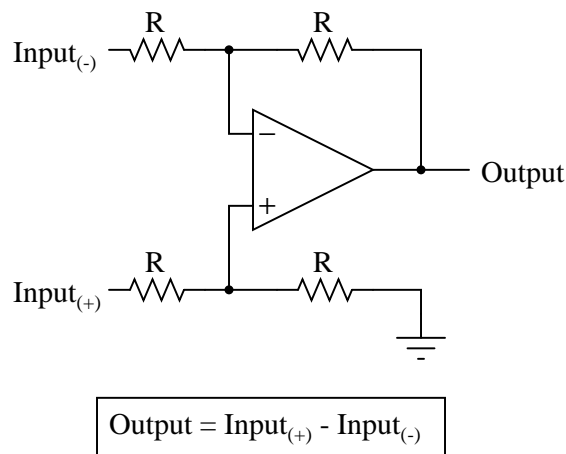 R R
Input(-)
−
Output
+
R R
Input(+)
Output = Input(+) - Input(-)